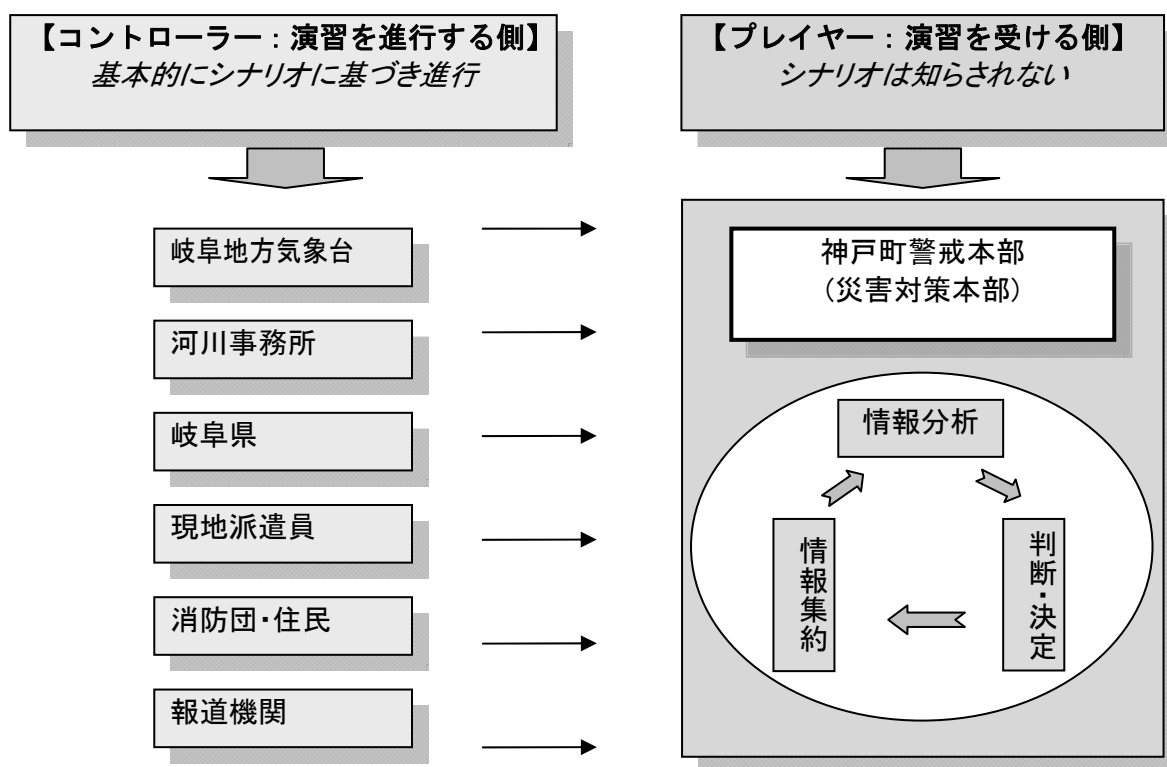 【コントローラー：演習を進行する側】
基本的にシナリオに基づき進行
岐阜地方気象台
河川事務所
岐阜県
現地派遣員
消防団・住民
報道機関
【プレイヤー：演習を受ける側】
シナリオは知らされない
神戸町警戒本部
(災害対策本部)
情報分析
判断・決定
情報集約